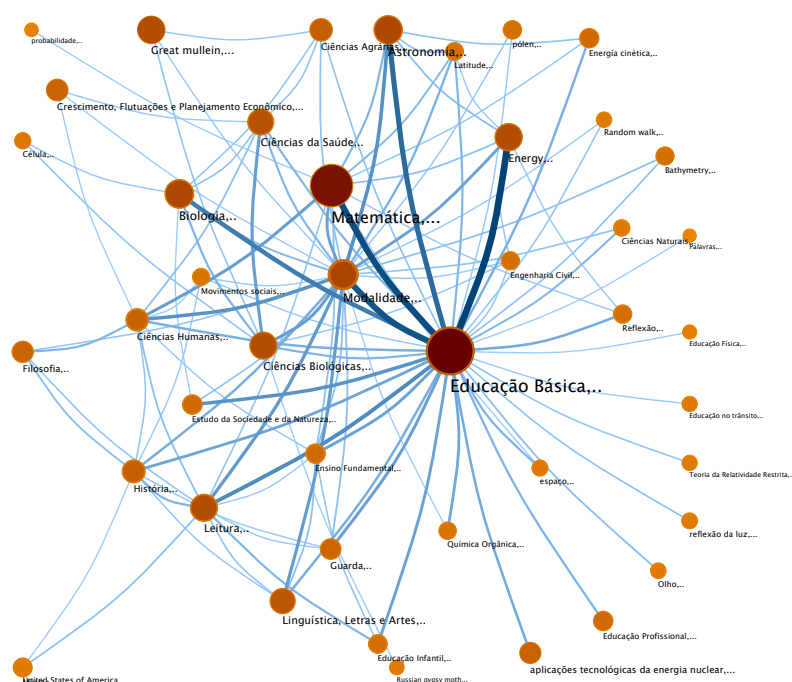 probabilidade,..
Great mullein,...
Ciências Agrárias,..
Astronomia,..
Latitude,..
pólen,..
Energía cinética,..
Crescimento, Flutuações e Planejamento Econômico,...
Ciências da Saúde,..
Random walk,..
Célula,..
Energy,..
Bathymetry,..
Biologia,..
Matemática,...
Ciências Naturais,..
Palavras,..
Engenharia Civil,..
Movimentos sociais,..
Modalidade,..
Ciências Humanas,..
Reflexão,..
Educação Física,..
Filosofia,..
Ciências Biológicas,..
Educação Básica,..
Estudo da Sociedade e da Natureza,..
Educação no trânsito,..
Ensino Fundamental,..
espaço,..
Teoria da Relatividade Restrita,..
História,..
Leitura,..
Química Orgânica,..
reflexão da luz,..
Guarda,..
Olho,..
Linguística, Letras e Artes,..
Educação Profissional,..
Educação Infantil,..
aplicações tecnológicas da energia nuclear,...
United States of America
Russian gypsy moth,..